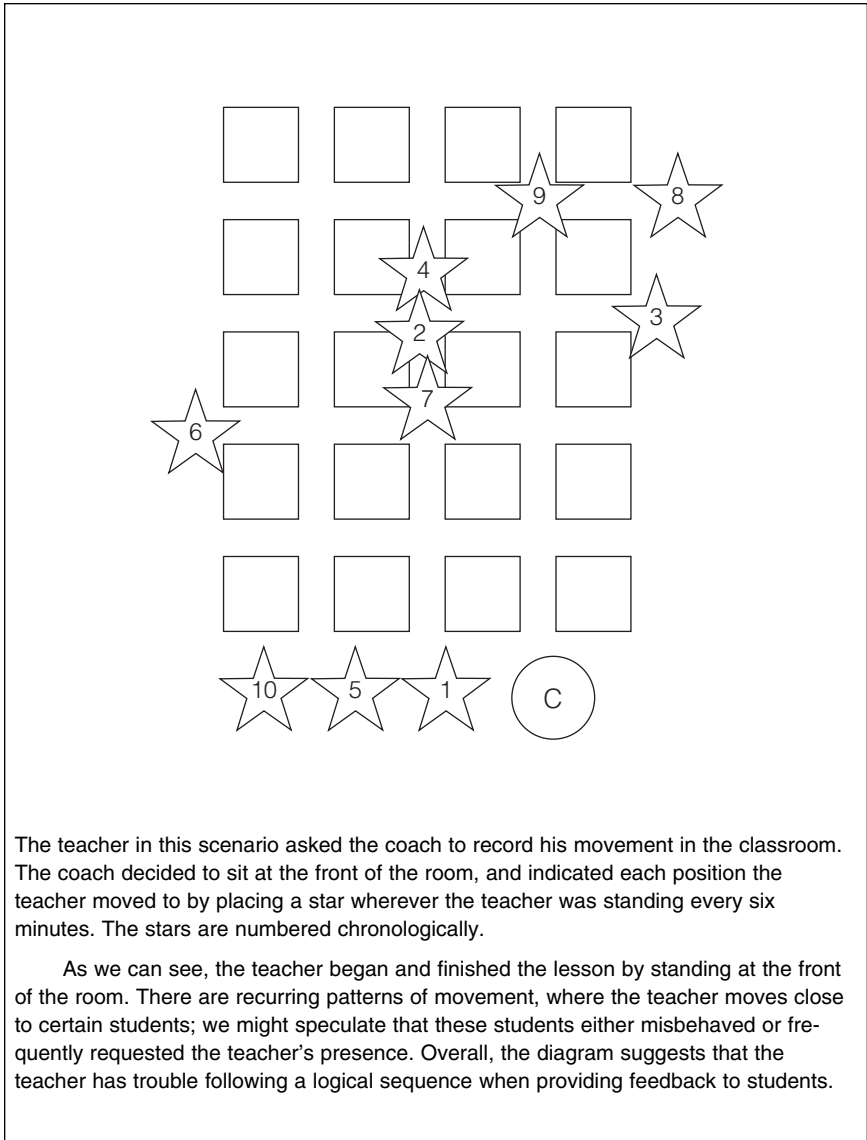 9 8
4
3
2
7
6
10 5 1 C
The teacher in this scenario asked the coach to record his movement in the classroom.
The coach decided to sit at the front of the room, and indicated each position the
teacher moved to by placing a star wherever the teacher was standing every six
minutes. The stars are numbered chronologically.
As we can see, the teacher began and finished the lesson by standing at the front
of the room. There are recurring patterns of movement, where the teacher moves close
to certain students; we might speculate that these students either misbehaved or fre-
quently requested the teacher's presence. Overall, the diagram suggests that the
teacher has trouble following a logical sequence when providing feedback to students.